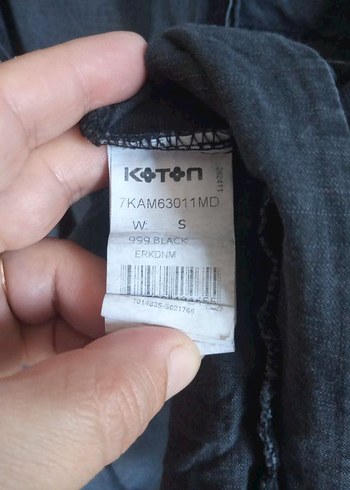 KOTON
7KAM63011MD
W: S
999 BLACK
ERKDNM